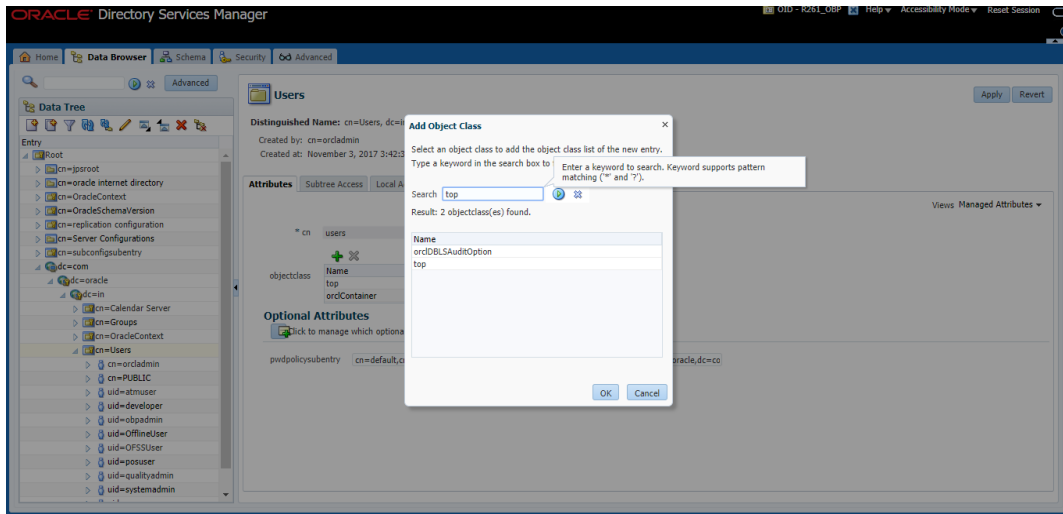 ORACLE Directory Services Manager
OID - R261_OBP Help Accessibility Mode Reset Session
Home Data Browser Schema Security Advanced
Advanced
Data Tree
Entry
Root
cn=jpsroot
cn=oracle internet directory
cn=OracleContext
cn=OracleSchemaVersion
cn=replication configuration
cn=Server Configurations
cn=subconfigsubentry
dc=com
dc=oracle
dc=in
cn=Calendar Server
cn=Groups
cn=OracleContext
cn=Users
cn=orcladmin
cn=PUBLIC
uid=atmuser
uid=developer
uid=obpadmin
uid=OfflineUser
uid=OFSSUser
uid=posuser
uid=qualityadmin
uid=systemadmin
Users
Apply Revert
Distinguished Name: cn=Users, dc=i
Created by: cn=orcladmin
Created at: November 3, 2017 3:42:3
Attributes Subtree Access Local A
Views Managed Attributes
* cn users
objectclass
Name
top
orclContainer
Optional Attributes
Click to manage which optiona
pwdpolicysubentry cn=default,c
oracle,dc=co
Add Object Class
Select an object class to add the object class list of the new entry.
Type a keyword in the search box to
Enter a keyword to search. Keyword supports pattern
matching ('*' and '?').
Search top
Result: 2 objectclass(es) found.
Name
orclDBLSAuditOption
top
OK Cancel